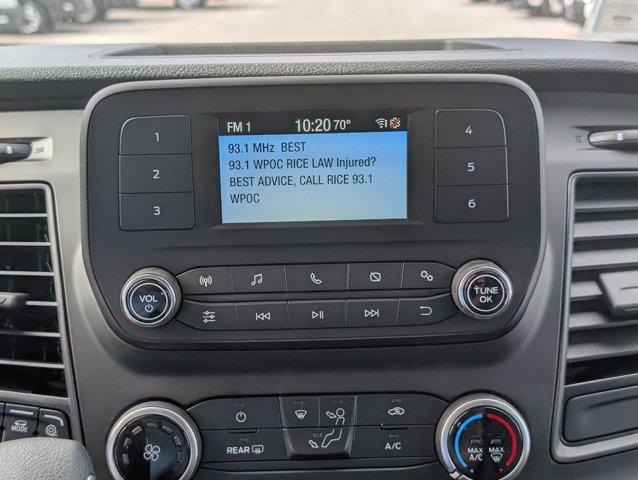 FM 1 10:20 70°
93.1 MHz BEST
93.1 WPOC RICE LAW Injured?
BEST ADVICE, CALL RICE 93.1
WPOC
1
2
3
4
5
6
VOL
TUNE
OK
MODE
REAR
A/C
MAX
A/C
MAX